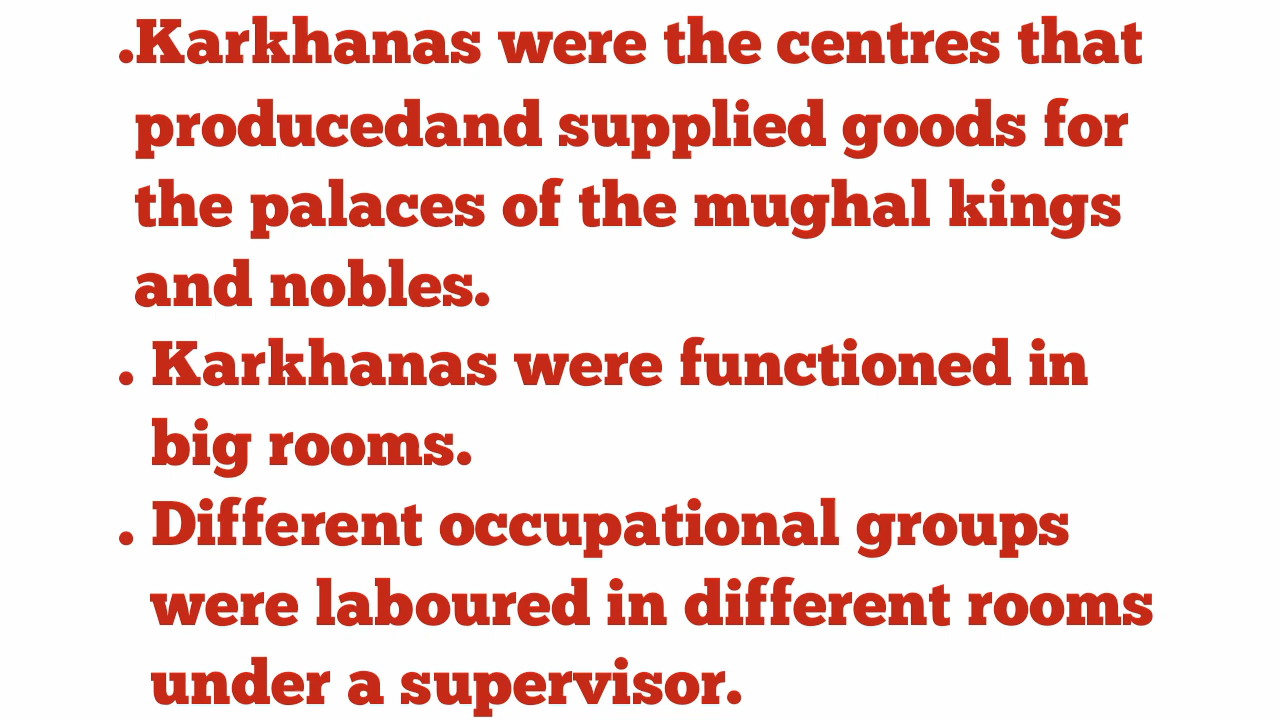 .Karkhanas were the centres that
producedand supplied goods for
the palaces of the mughal kings
and nobles.
. Karkhanas were functioned in
big rooms.
. Different occupational groups
were laboured in different rooms
under a supervisor.